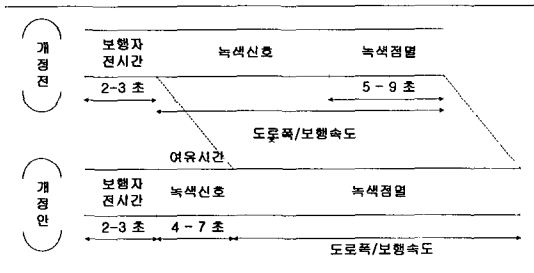 개정전
보행자 전시간
녹색신호
녹색점멸
2-3 초
5 - 9 초
도로폭/보행속도
여유시간
개정안
보행자 전시간
녹색신호
녹색점멸
2-3 초
4 - 7 초
도로폭/보행속도